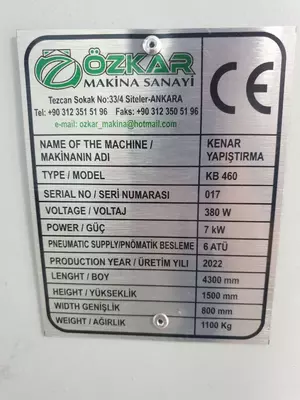 ÖZKAR
MAKİNA SANAYİ
Tezcan Sokak No:33/4 Siteler-ANKARA
Tel: +90 312 351 51 96 Fax: +90 312 350 51 96
e-mail: ozkar_makina@hotmail.com
CE
NAME OF THE MACHINE / MAKİNANIN ADI KENAR YAPIŞTIRMA
TYPE / MODEL KB 460
SERIAL NO / SERİ NUMARASI 017
VOLTAGE / VOLTAJ 380 W
POWER / GÜÇ 7 kW
PNEUMATIC SUPPLY/PNÖMATİK BESLEME 6 ATÜ
PRODUCTION YEAR / ÜRETİM YILI 2022
LENGHT / BOY 4300 mm
HEIGHT / YÜKSEKLİK 1500 mm
WIDTH GENİŞLİK 800 mm
WEIGHT / AĞIRLIK 1100 Kg